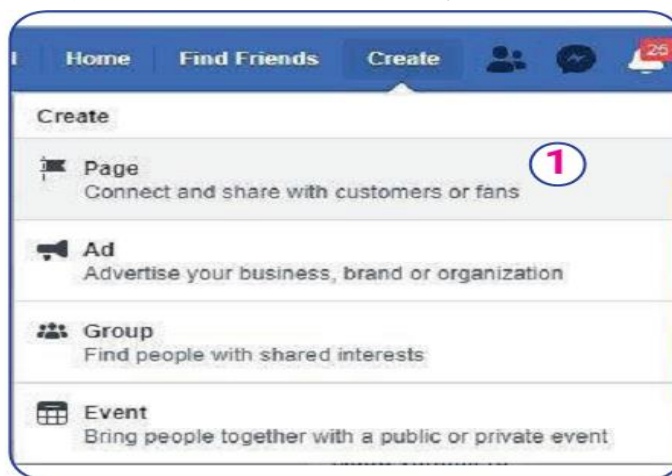 Home Find Friends Create 26
Create
Page
Connect and share with customers or fans
1
Ad
Advertise your business, brand or organization
Group
Find people with shared interests
Event
Bring people together with a public or private event